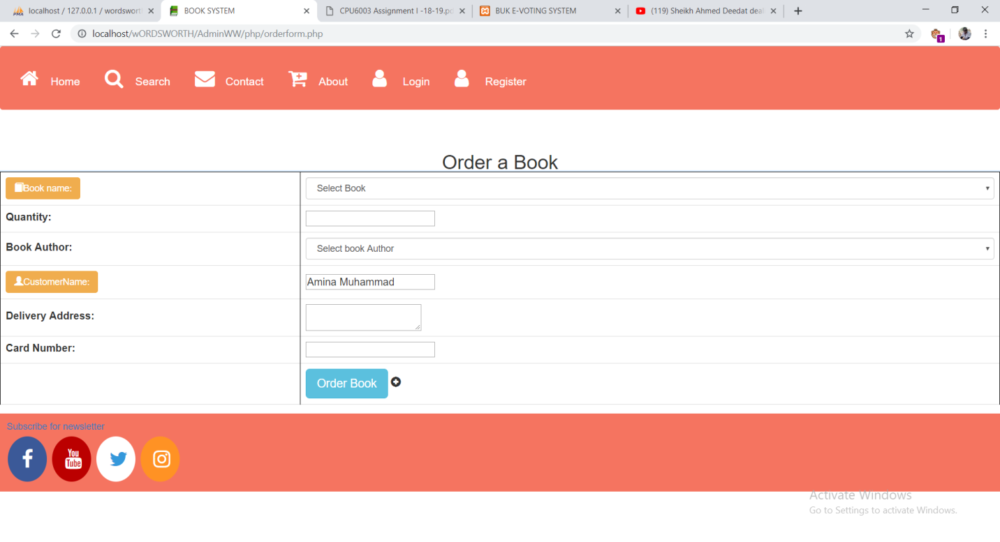 localhost / 127.0.0.1 / wordswort
BOOK SYSTEM
CPU6003 Assignment I -18-19.pd
BUK E-VOTING SYSTEM
(119) Sheikh Ahmed Deedat deal
localhost/wORDSWORTH/AdminWW/php/orderform.php
1
Home Search Contact About Login Register
Order a Book
Book name: Select Book
Quantity:
Book Author: Select book Author
CustomerName: Amina Muhammad
Delivery Address:
Card Number:
Order Book
Subscribe for newsletter
You
Tube
Activate Windows
Go to Settings to activate Windows.